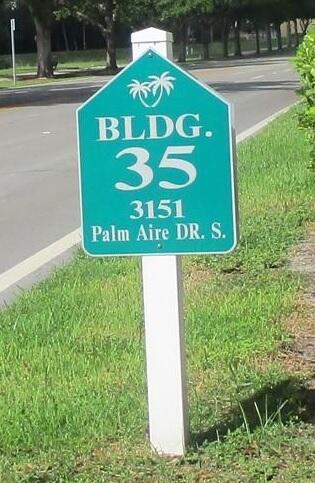 BLDG.
35
3151
Palm Aire DR. S.